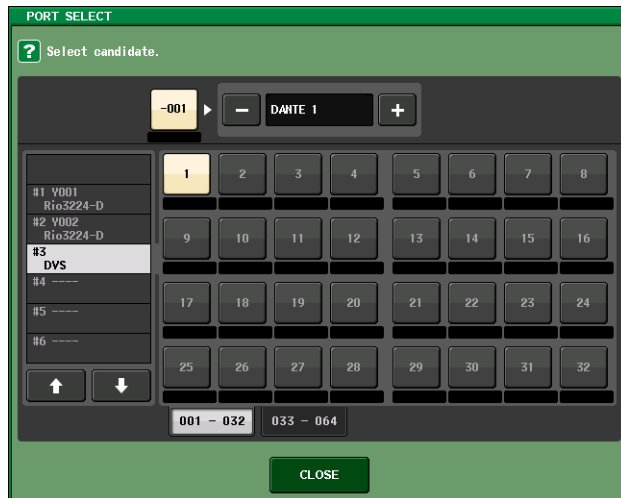 PORT SELECT
? Select candidate.
-001
−
DANTE 1
+
#1 Y001
Rio3224-D
#2 Y002
Rio3224-D
#3
DVS
#4 ----
#5 ----
#6 ----
1 2 3 4 5 6 7 8
9 10 11 12 13 14 15 16
17 18 19 20 21 22 23 24
25 26 27 28 29 30 31 32
001 - 032
033 - 064
CLOSE